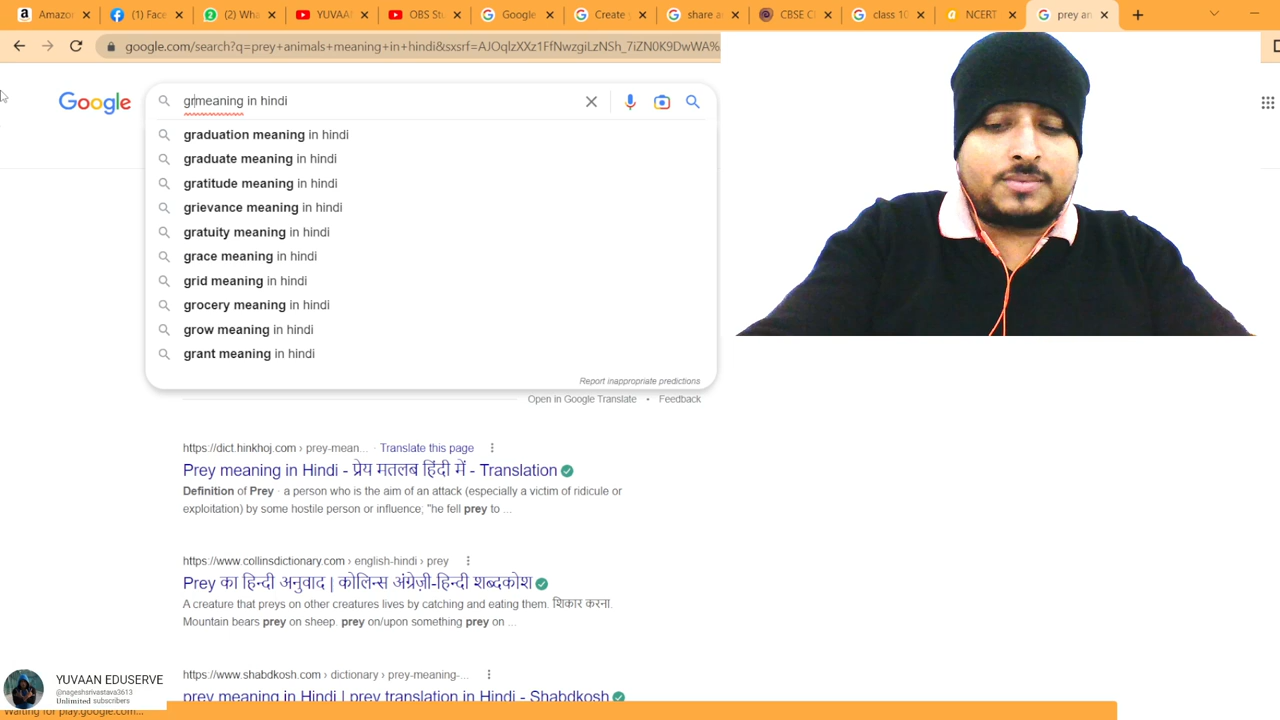 Amazor
(1) Face
(2) Wha
YUVAAN
OBS Stu
Google
Create y
share a
CBSE Cl
class 10
NCERT
prey an
google.com/search?q=prey+animals+meaning+in+hindi&sxsrf=AJOqlzXXz1FfNwzgiLzNSh_7iZN0K9DwWA%
Google
grmeaning in hindi
graduation meaning in hindi
graduate meaning in hindi
gratitude meaning in hindi
grievance meaning in hindi
gratuity meaning in hindi
grace meaning in hindi
grid meaning in hindi
grocery meaning in hindi
grow meaning in hindi
grant meaning in hindi
Report inappropriate predictions
Open in Google Translate • Feedback
https://dict.hinkhoj.com › prey-mean... · Translate this page
Prey meaning in Hindi - प्रेय मतलब हिंदी में - Translation
Definition of Prey · a person who is the aim of an attack (especially a victim of ridicule or
exploitation) by some hostile person or influence; "he fell prey to ...
https://www.collinsdictionary.com › english-hindi › prey
Prey का हिन्दी अनुवाद | कोलिन्स अंग्रेज़ी-हिन्दी शब्दकोश
A creature that preys on other creatures lives by catching and eating them. शिकार करना.
Mountain bears prey on sheep. prey on/upon something prey on ...
https://www.shabdkosh.com › dictionary › prey-meaning-...
prey meaning in Hindi | prey translation in Hindi - Shabdkosh
YUVAAN EDUSERVE
@nageshsrivastava3613
Unlimited subscribers
Waiting for play.google.com...